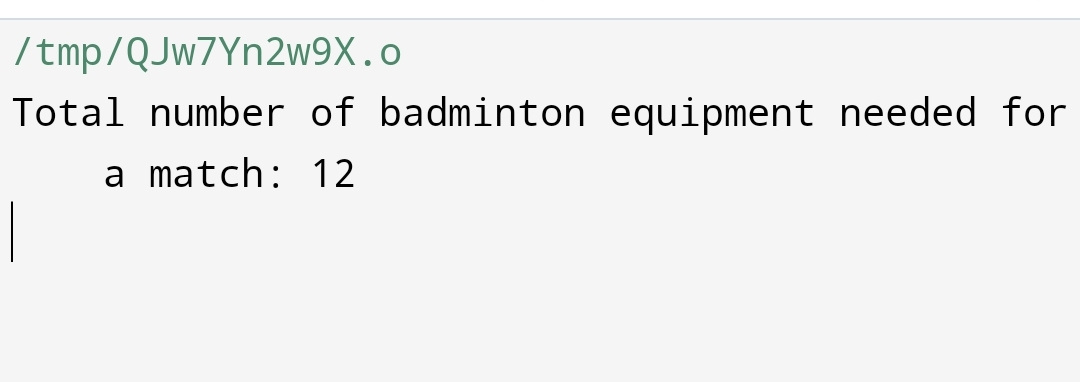 /tmp/QJw7Yn2w9X.o
Total number of badminton equipment needed for
a match: 12